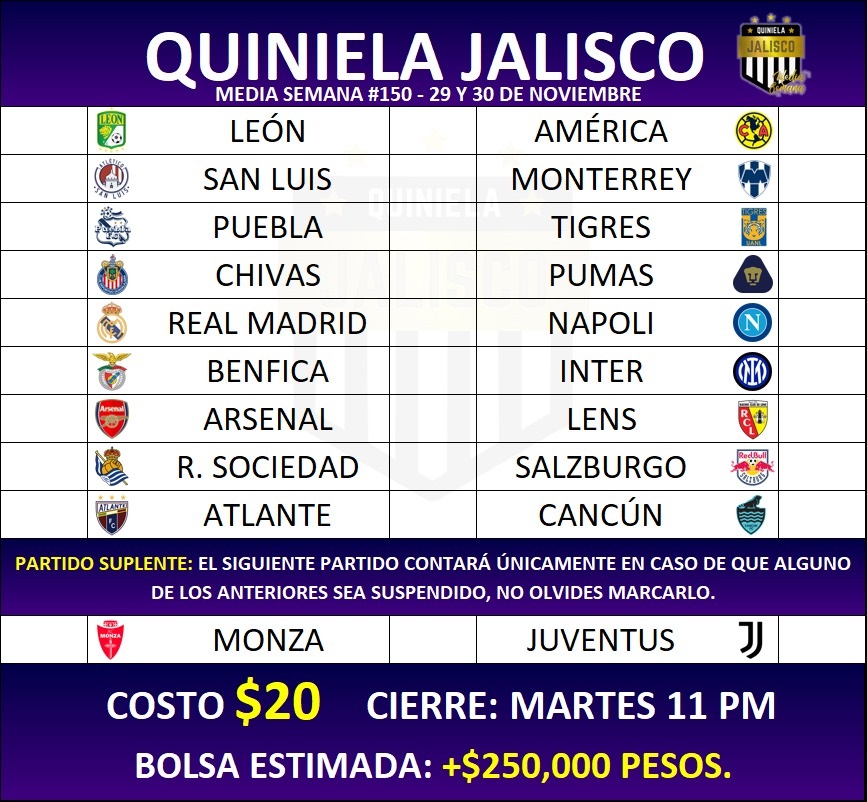 QUINIELA JALISCO
QUINIELA
JALISCO
Media
Semana
MEDIA SEMANA #150 - 29 Y 30 DE NOVIEMBRE
LEÓN AMÉRICA
SAN LUIS MONTERREY
PUEBLA TIGRES
CHIVAS PUMAS
REAL MADRID NAPOLI
BENFICA INTER
ARSENAL LENS
R. SOCIEDAD SALZBURGO
ATLANTE CANCÚN
QUINIELA
JALISCO
PARTIDO SUPLENTE: EL SIGUIENTE PARTIDO CONTARÁ ÚNICAMENTE EN CASO DE QUE ALGUNO
DE LOS ANTERIORES SEA SUSPENDIDO, NO OLVIDES MARCARLO.
MONZA JUVENTUS
COSTO $20 CIERRE: MARTES 11 PM
BOLSA ESTIMADA: +$250,000 PESOS.